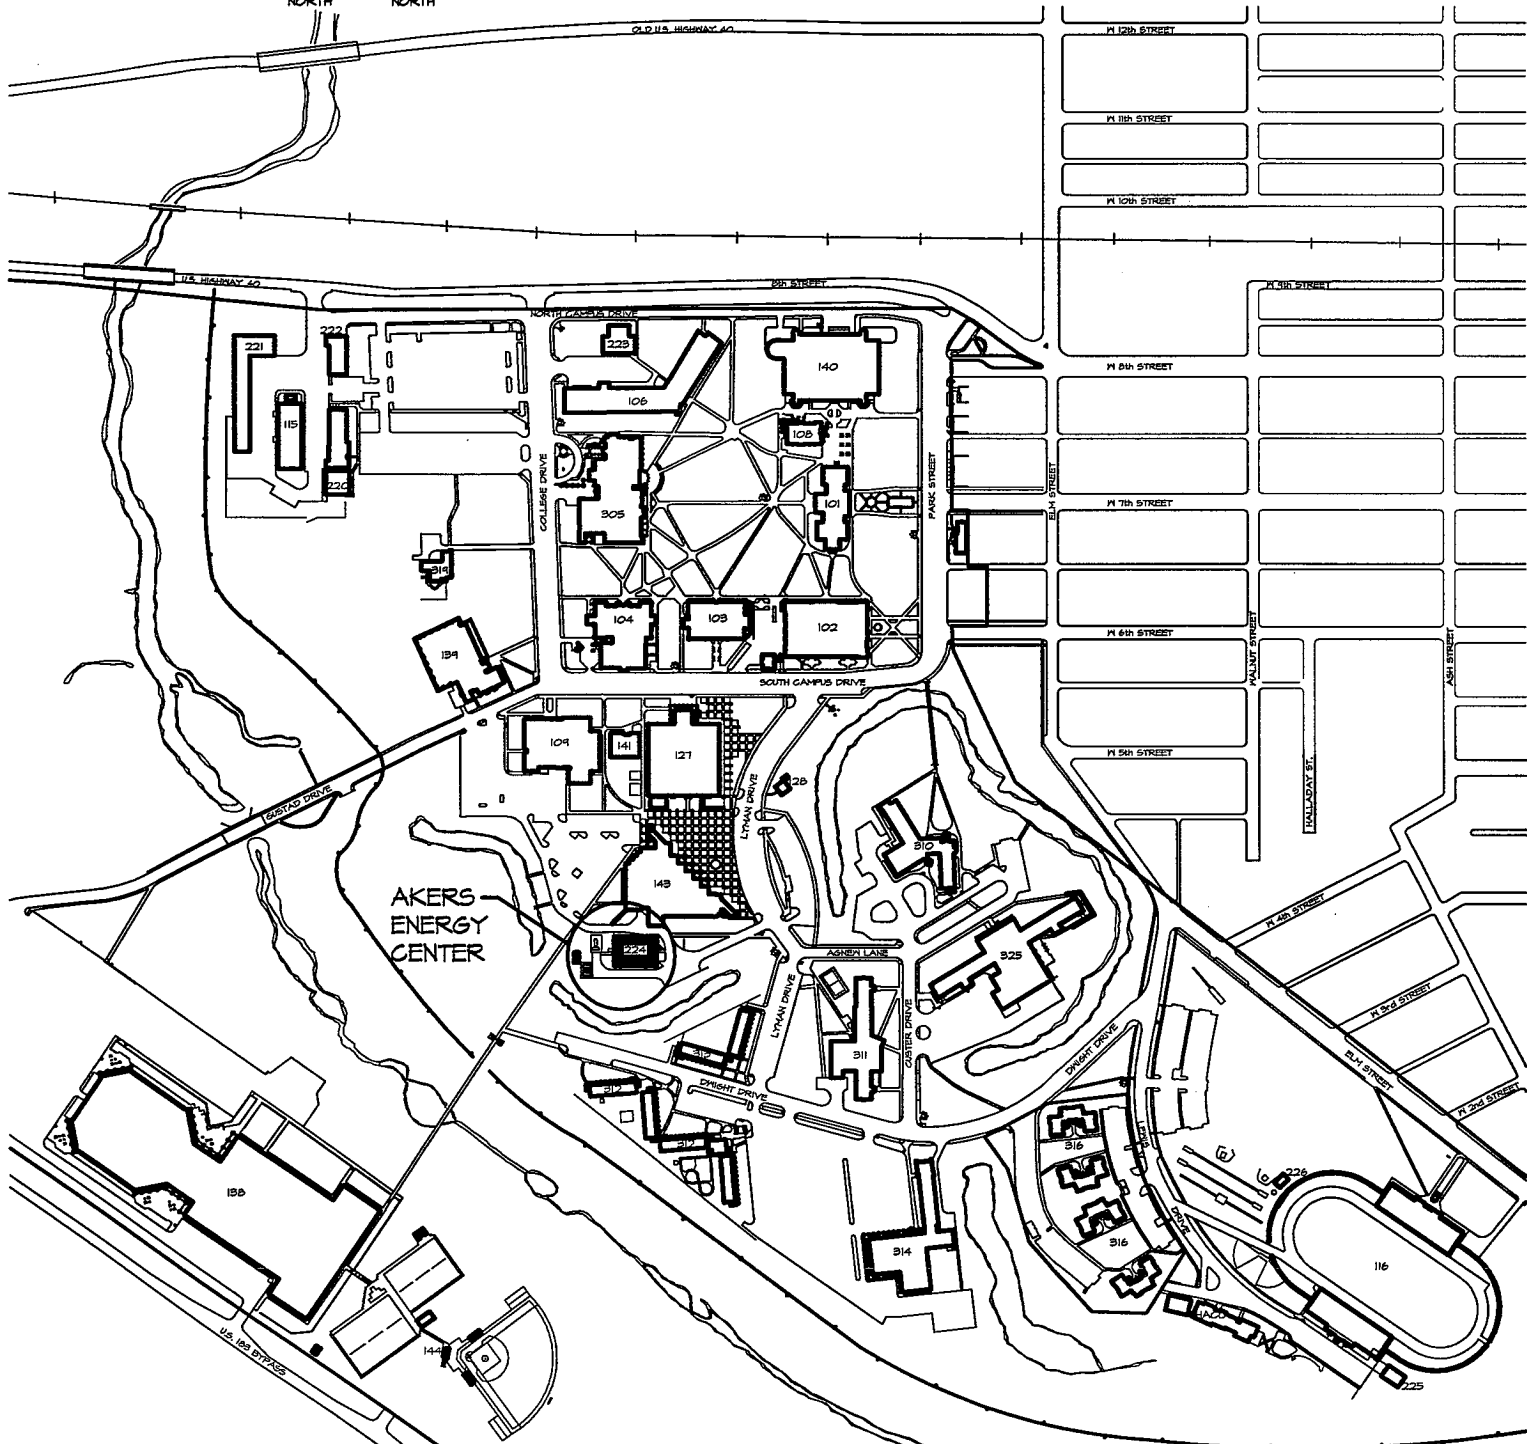 NORTH NORTH
OLD U.S. HIGHWAY 40
W 12th STREET
W 11th STREET
W 10th STREET
U.S. HIGHWAY 40
8th STREET
W 9th STREET
NORTH CAMPUS DRIVE
222
221
223
140
W 8th STREET
106
115
108
220
COLLEGE DRIVE
305
101
PARK STREET
ELM STREET
W 7th STREET
319
104
103
102
W 6th STREET
WALNUT STREET
ASH STREET
139
SOUTH CAMPUS DRIVE
109
141
127
W 5th STREET
128
LYMAN DRIVE
HALLADAY ST.
GUSTAD DRIVE
310
143
AKERS
ENERGY
CENTER
224
W 4th STREET
AGNEW LANE
325
LYMAN DRIVE
CUSTER DRIVE
W 3rd STREET
312
311
DWIGHT DRIVE
ELM STREET
317
DWIGHT DRIVE
W 2nd STREET
317
316
226
138
DRIVE
314
316
116
U.S. 183 BYPASS
144
225